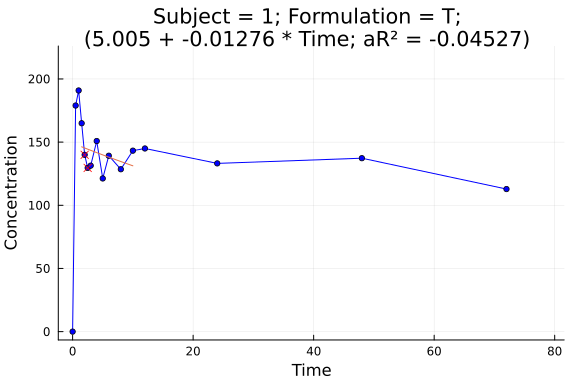 Subject = 1; Formulation = T;
(5.005 + -0.01276 * Time; aR² = -0.04527)
Concentration
200
150
100
50
0
0 20 40 60 80
Time